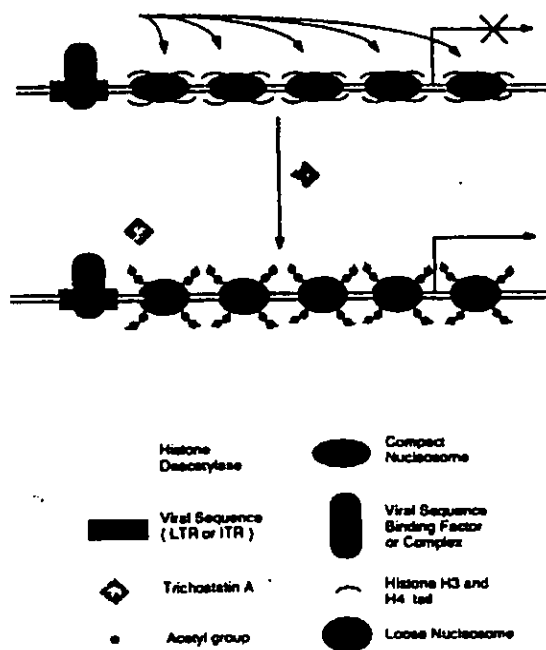 Histone
Deacetylase
Compact
Nucleosome
Viral Sequence
( LTR or ITR )
Viral Sequence
Binding Factor
or Complex
Trichostatin A
Histone H3 and
H4 tail
Acetyl group
Loose Nucleosome